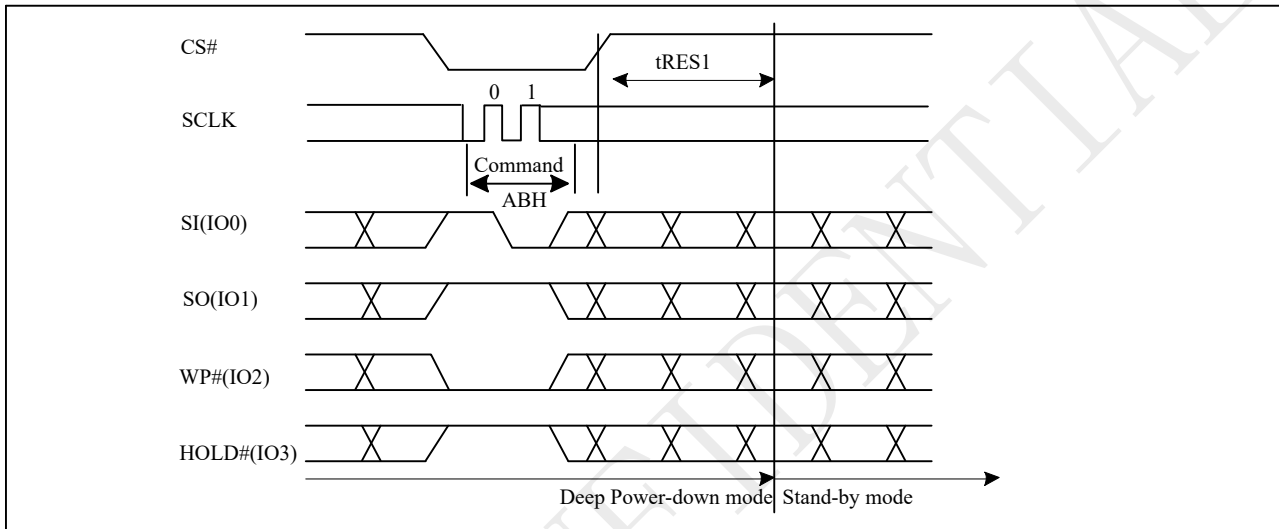 CS#
tRES1
0 1
SCLK
Command
ABH
SI(IO0)
SO(IO1)
WP#(IO2)
HOLD#(IO3)
Deep Power-down mode Stand-by mode